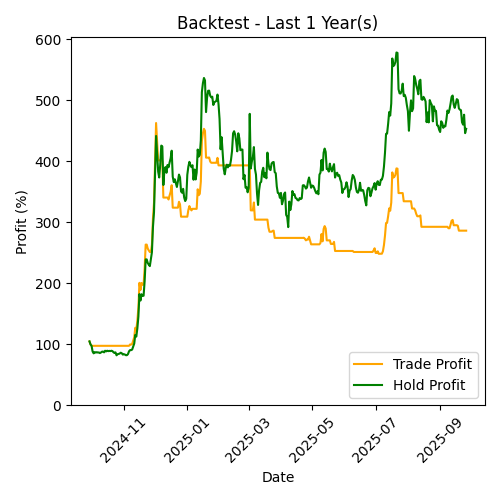 Backtest - Last 1 Year(s)
Profit (%)
600
500
400
300
200
100
0
2024-11
2025-01
2025-03
2025-05
2025-07
2025-09
Date
Trade Profit
Hold Profit